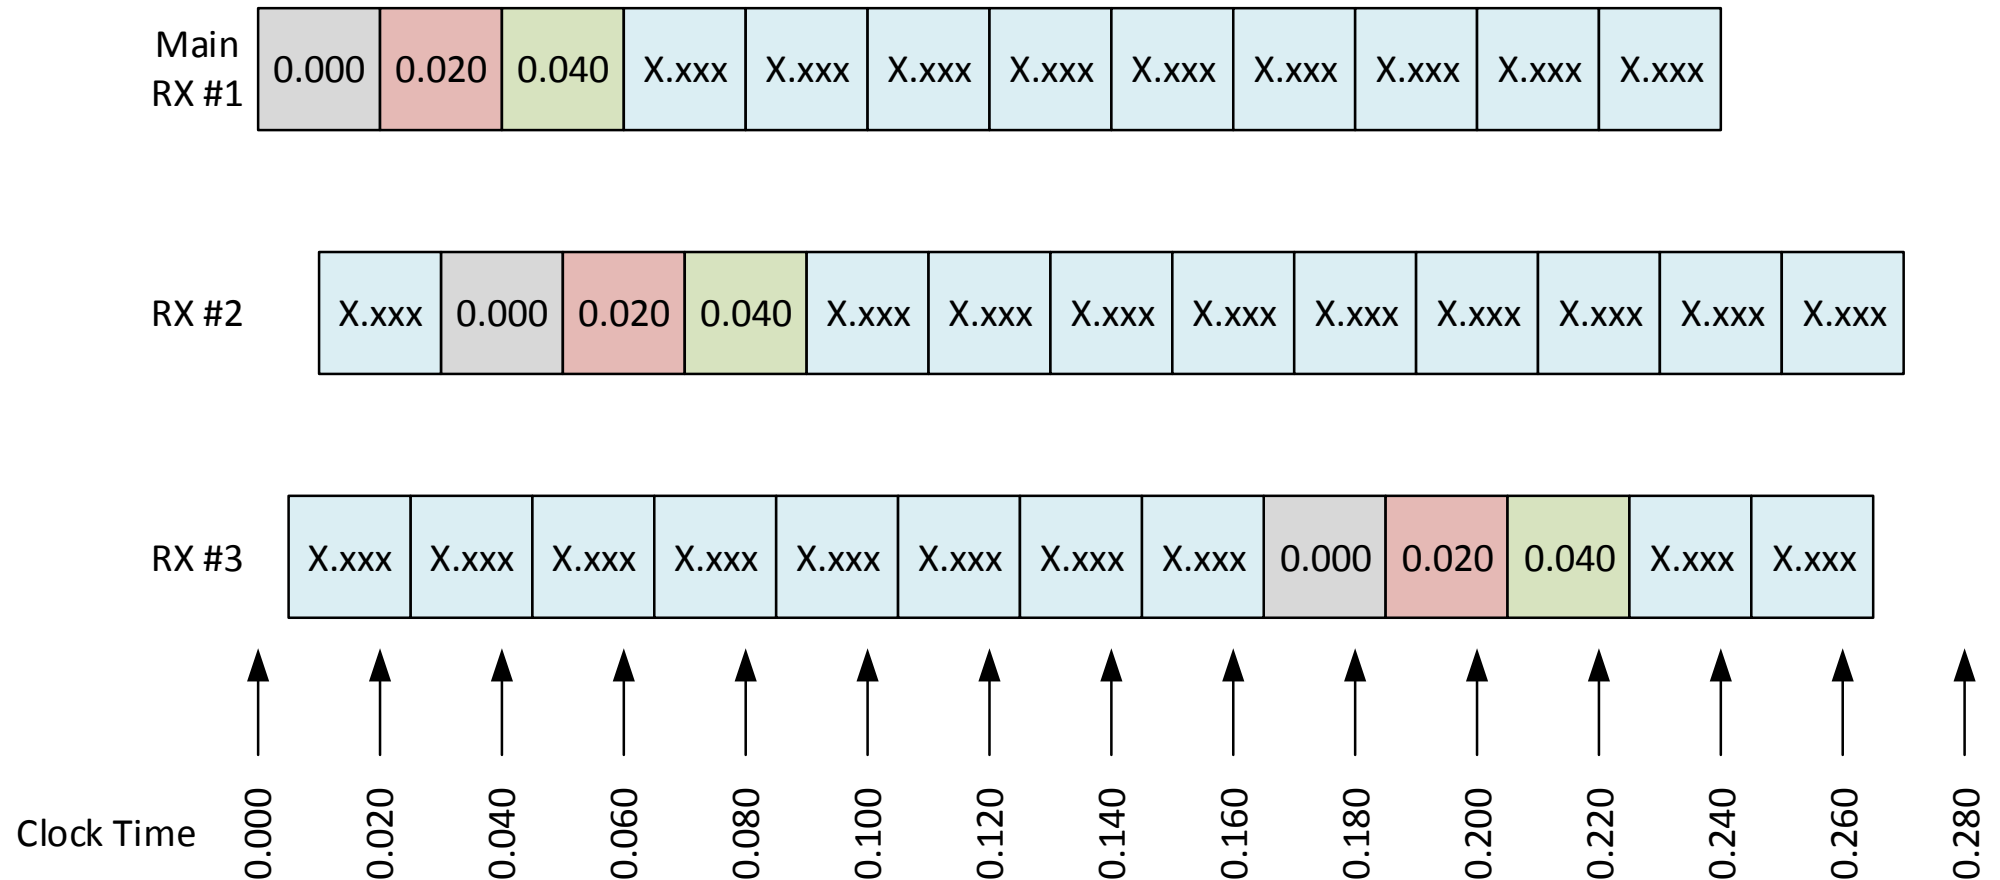 Main
RX #1
0.000 0.020 0.040 X.xxx X.xxx X.xxx X.xxx X.xxx X.xxx X.xxx X.xxx X.xxx
RX #2
X.xxx 0.000 0.020 0.040 X.xxx X.xxx X.xxx X.xxx X.xxx X.xxx X.xxx X.xxx X.xxx
RX #3
X.xxx X.xxx X.xxx X.xxx X.xxx X.xxx X.xxx X.xxx 0.000 0.020 0.040 X.xxx X.xxx
Clock Time
0.000
0.020
0.040
0.060
0.080
0.100
0.120
0.140
0.160
0.180
0.200
0.220
0.240
0.260
0.280